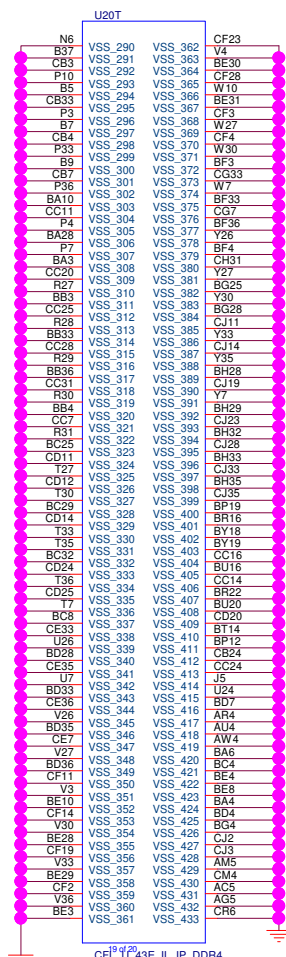 U20T
N6 VSS_290 VSS_362 CF23
B37 VSS_291 VSS_363 V4
CB3 VSS_292 VSS_364 BE30
P10 VSS_293 VSS_365 CF28
B5 VSS_294 VSS_366 W10
CB33 VSS_295 VSS_367 BE31
P3 VSS_296 VSS_368 CF3
B7 VSS_297 VSS_369 W27
CB4 VSS_298 VSS_370 CF4
P33 VSS_299 VSS_371 W30
B9 VSS_300 VSS_372 BF3
CB7 VSS_301 VSS_373 CG33
P36 VSS_302 VSS_374 W7
BA10 VSS_303 VSS_375 BF33
CC11 VSS_304 VSS_376 CG7
P4 VSS_305 VSS_377 BF36
BA28 VSS_306 VSS_378 Y26
P7 VSS_307 VSS_379 BF4
BA3 VSS_308 VSS_380 CH31
CC20 VSS_309 VSS_381 Y27
R27 VSS_310 VSS_382 BG25
BB3 VSS_311 VSS_383 Y30
CC25 VSS_312 VSS_384 BG28
R28 VSS_313 VSS_385 CJ11
BB33 VSS_314 VSS_386 Y33
CC28 VSS_315 VSS_387 CJ14
R29 VSS_316 VSS_388 Y35
BB36 VSS_317 VSS_389 BH28
CC31 VSS_318 VSS_390 CJ19
R30 VSS_319 VSS_391 Y7
BB4 VSS_320 VSS_392 BH29
CC7 VSS_321 VSS_393 CJ23
R31 VSS_322 VSS_394 BH32
BC25 VSS_323 VSS_395 CJ28
CD11 VSS_324 VSS_396 BH33
T27 VSS_325 VSS_397 CJ33
CD12 VSS_326 VSS_398 BH35
T30 VSS_327 VSS_399 CJ35
BC29 VSS_328 VSS_400 BP19
CD14 VSS_329 VSS_401 BR16
T33 VSS_330 VSS_402 BY18
T35 VSS_331 VSS_403 BY19
BC32 VSS_332 VSS_404 CC16
CD24 VSS_333 VSS_405 BU16
T36 VSS_334 VSS_406 CC14
CD25 VSS_335 VSS_407 BR22
T7 VSS_336 VSS_408 BU20
BC8 VSS_337 VSS_409 CD20
CE33 VSS_338 VSS_410 BT14
U26 VSS_339 VSS_411 BP12
BD28 VSS_340 VSS_412 CB24
CE35 VSS_341 VSS_413 CC24
U7 VSS_342 VSS_414 J5
BD33 VSS_343 VSS_415 U24
CE36 VSS_344 VSS_416 BD7
V26 VSS_345 VSS_417 AR4
BD35 VSS_346 VSS_418 AU4
CE7 VSS_347 VSS_419 AW4
V27 VSS_348 VSS_420 BA6
BD36 VSS_349 VSS_421 BC4
CF11 VSS_350 VSS_422 BE4
V3 VSS_351 VSS_423 BE8
BE10 VSS_352 VSS_424 BA4
CF14 VSS_353 VSS_425 BD4
V30 VSS_354 VSS_426 BG4
BE28 VSS_355 VSS_427 CJ2
CF19 VSS_356 VSS_428 CJ3
V33 VSS_357 VSS_429 AM5
BE29 VSS_358 VSS_430 CM4
CF2 VSS_359 VSS_431 AC5
V36 VSS_360 VSS_432 AG5
BE3 VSS_361 VSS_433 CR6
19 of 20